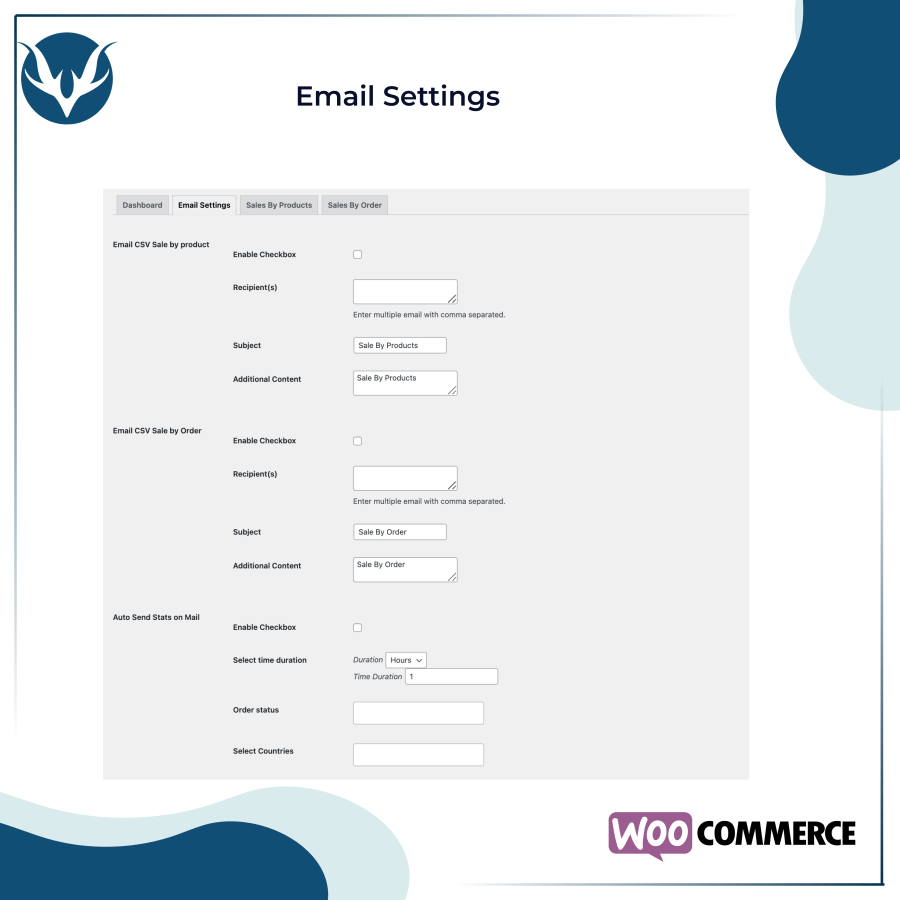 Email Settings
Dashboard Email Settings Sales By Products Sales By Order
Email CSV Sale by product
Enable Checkbox
Recipient(s)
Enter multiple email with comma separated.
Subject Sale By Products
Additional Content Sale By Products
Email CSV Sale by Order
Enable Checkbox
Recipient(s)
Enter multiple email with comma separated.
Subject Sale By Order
Additional Content Sale By Order
Auto Send Stats on Mail
Enable Checkbox
Select time duration Duration Hours
Time Duration 1
Order status
Select Countries
WOO COMMERCE